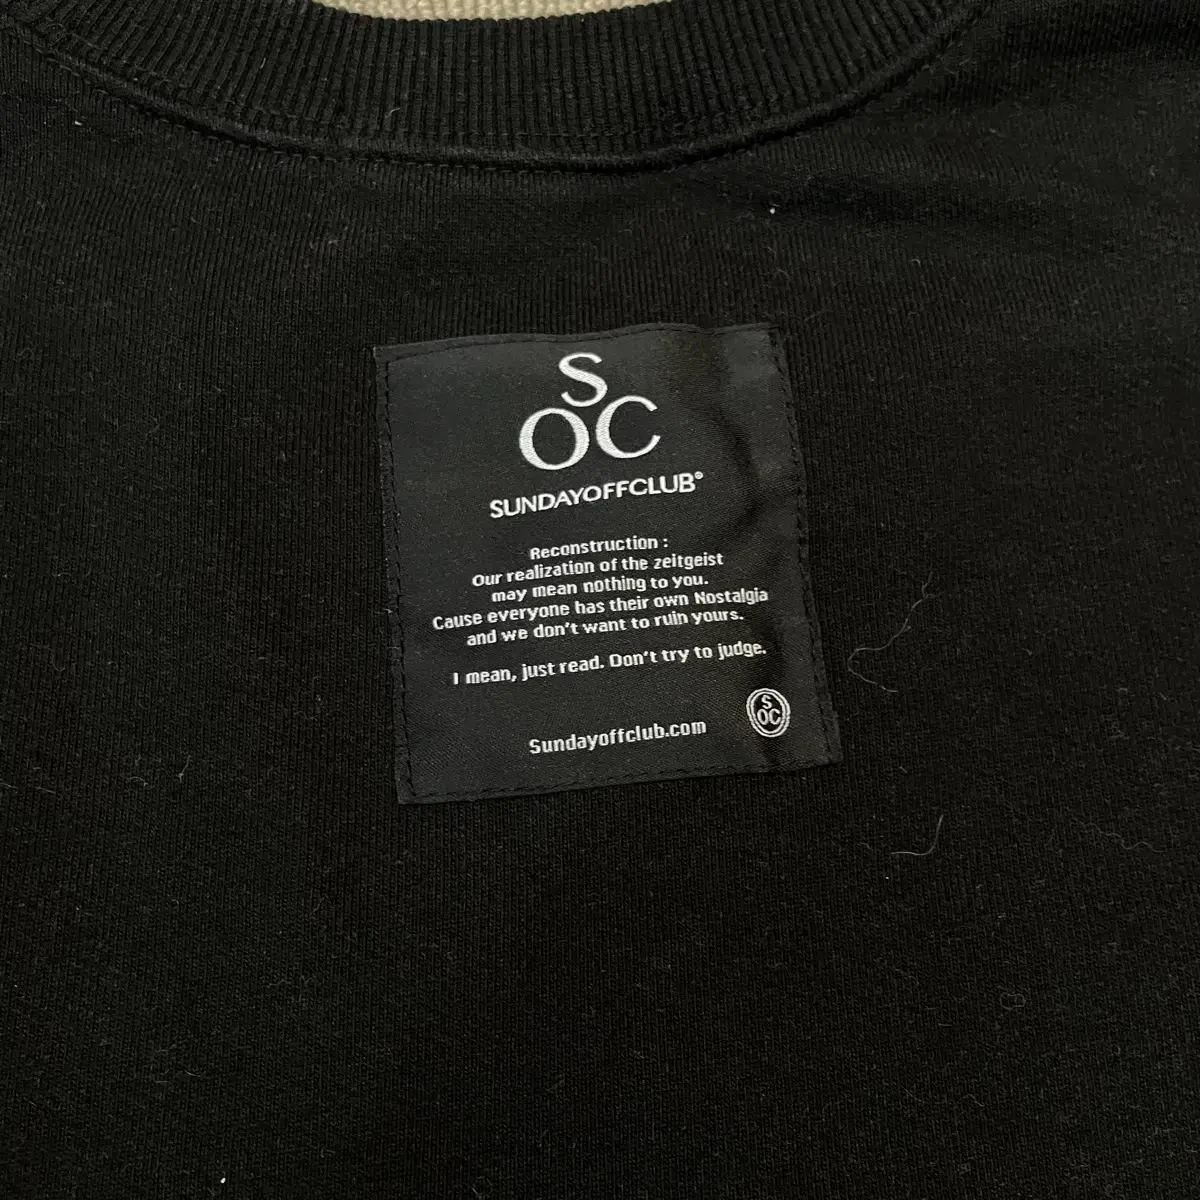 S
OC
SUNDAYOFFCLUB®
Reconstruction :
Our realization of the zeitgeist
may mean nothing to you.
Cause everyone has their own Nostalgia
and we don't want to ruin yours.
I mean, just read. Don't try to judge.
S
OC
Sundayoffclub.com